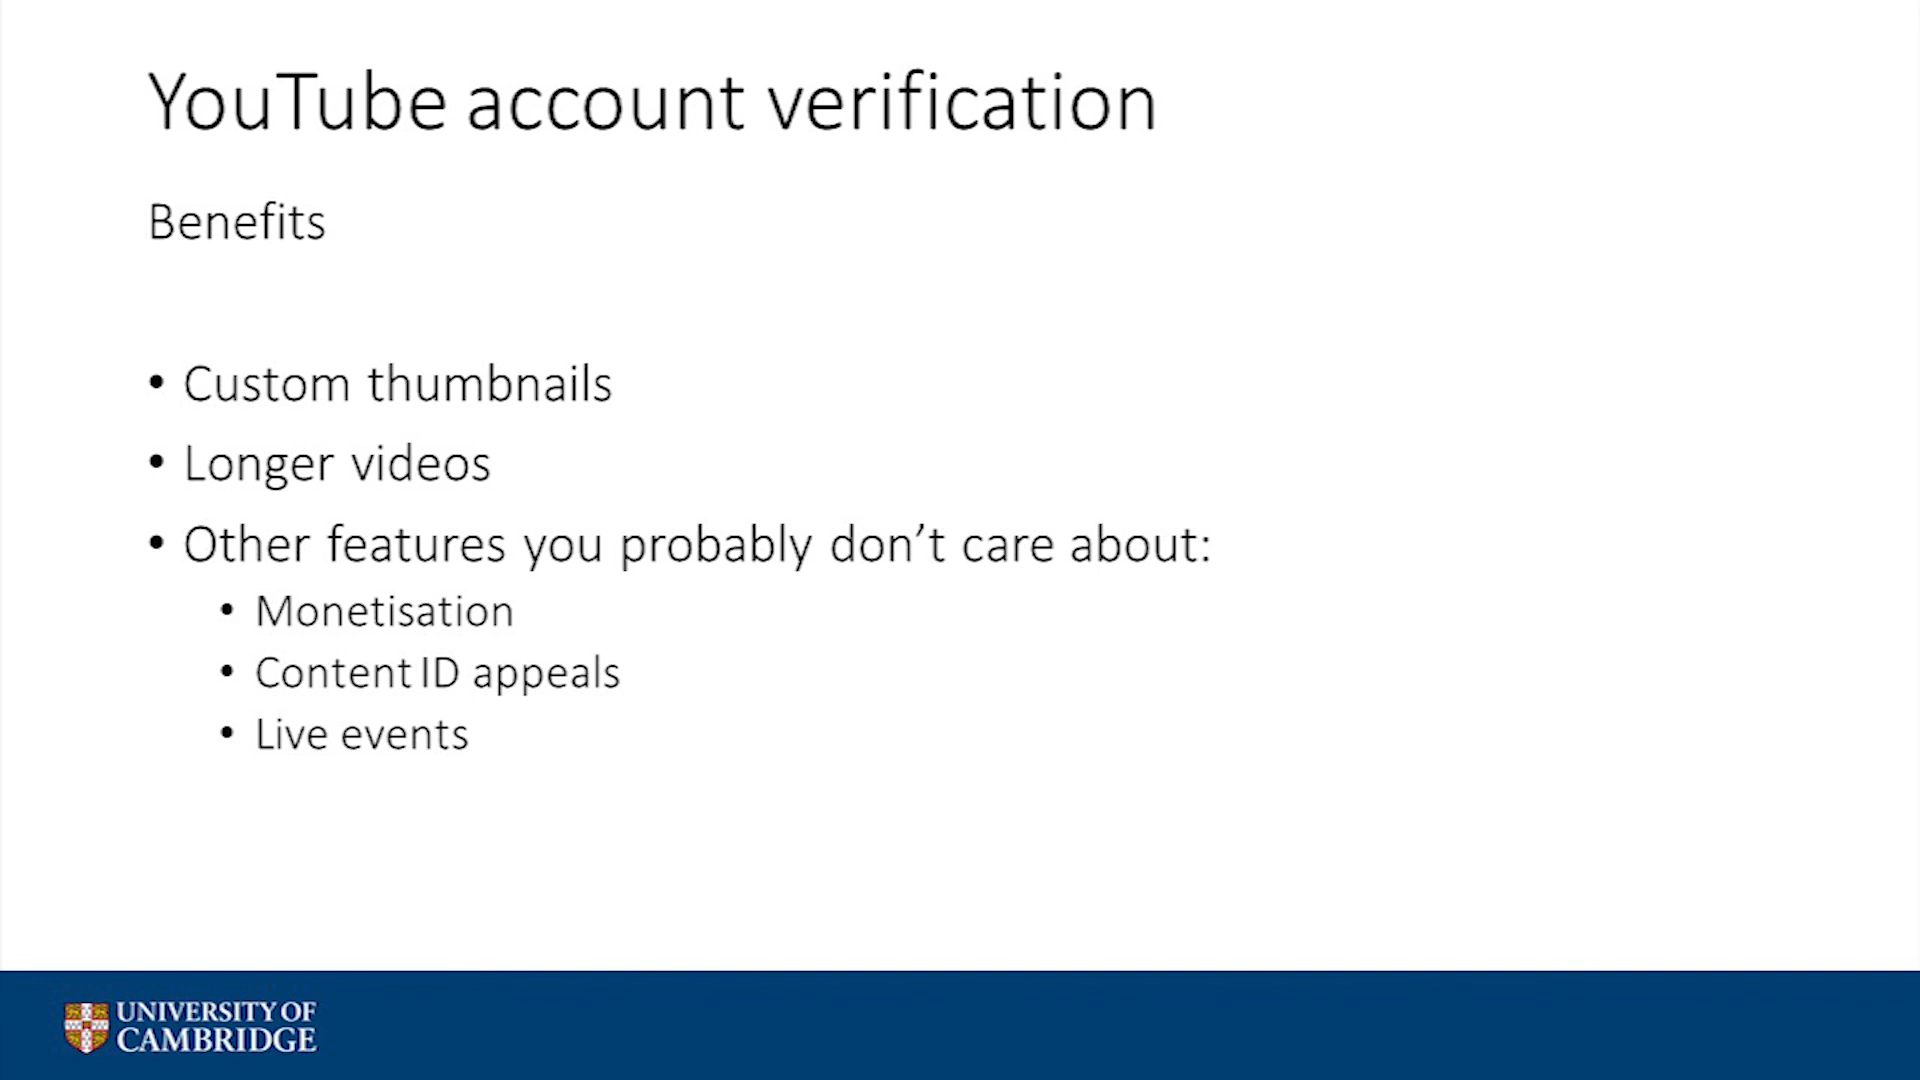 YouTube account verification
Benefits
• Custom thumbnails
• Longer videos
• Other features you probably don’t care about:
• Monetisation
• Content ID appeals
• Live events
UNIVERSITY OF
CAMBRIDGE